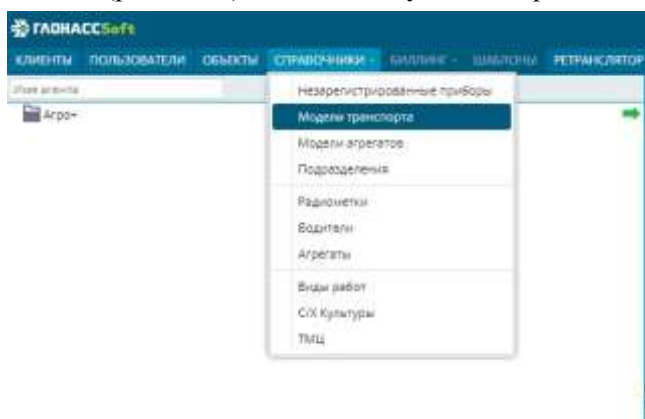 ГЛОНАССSoft
КЛИЕНТЫ ПОЛЬЗОВАТЕЛИ ОБЪЕКТЫ СПРАВОЧНИКИ БИЛЛИНГ ШАБЛОНЫ РЕТРАНСЛЯТОР
Имя агента
Агро+
Незарегистрированные приборы
Модели транспорта
Модели агрегатов
Подразделения
Радиометки
Водители
Агрегаты
Виды работ
С/Х Культуры
ТМЦ